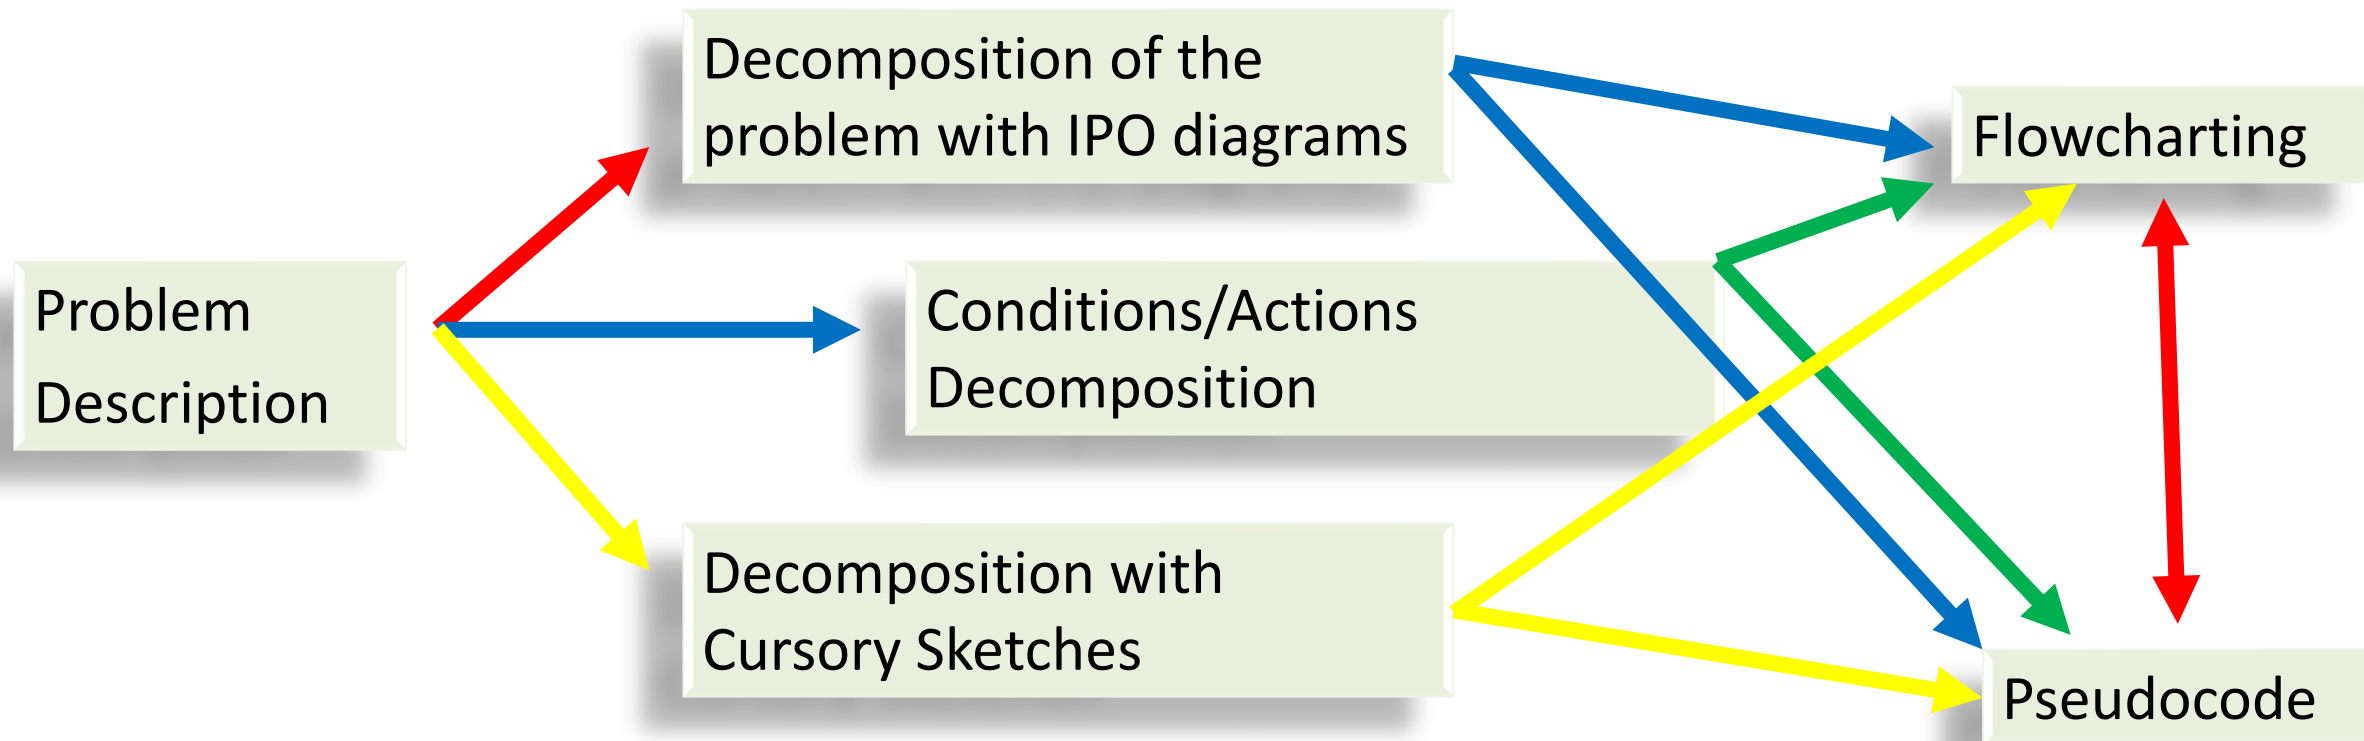 Problem
Description
Decomposition of the
problem with IPO diagrams
Conditions/Actions
Decomposition
Decomposition with
Cursory Sketches
Flowcharting
Pseudocode